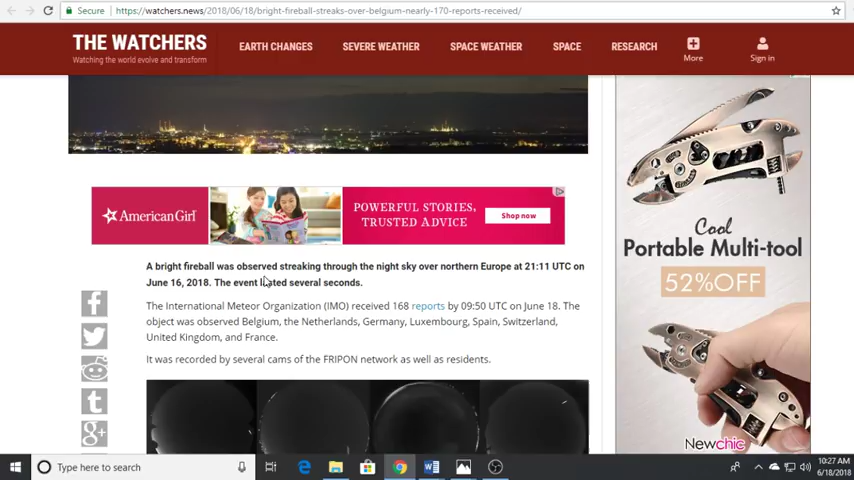 Secure
https://watchers.news/2018/06/18/bright-fireball-streaks-over-belgium-nearly-170-reports-received/
THE WATCHERS
Watching the world evolve and transform
EARTH CHANGES
SEVERE WEATHER
SPACE WEATHER
SPACE
RESEARCH
More
Sign in
American Girl
POWERFUL STORIES,
TRUSTED ADVICE
Shop now
A bright fireball was observed streaking through the night sky over northern Europe at 21:11 UTC on
June 16, 2018. The event lasted several seconds.
The International Meteor Organization (IMO) received 168 reports by 09:50 UTC on June 18. The
object was observed Belgium, the Netherlands, Germany, Luxembourg, Spain, Switzerland,
United Kingdom, and France.
It was recorded by several cams of the FRIPON network as well as residents.
Cool
Portable Multi-tool
52%OFF
Newchic
Type here to search
10:27 AM
6/18/2018